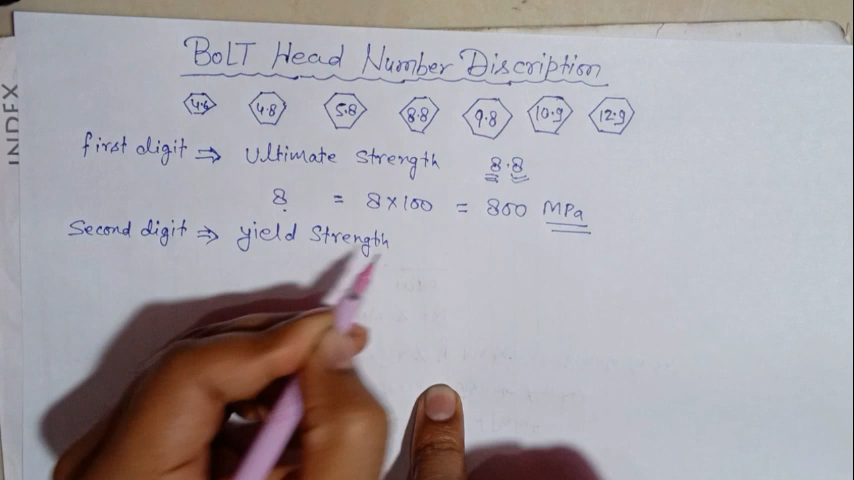 INDEX
BOLT Head Number Discription
4.6 4.8 5.8 8.8 9.8 10.9 12.9
first digit ⇒ Ultimate Strength 8.8
8 = 8×100 = 800 MPa
Second digit ⇒ yield Strength